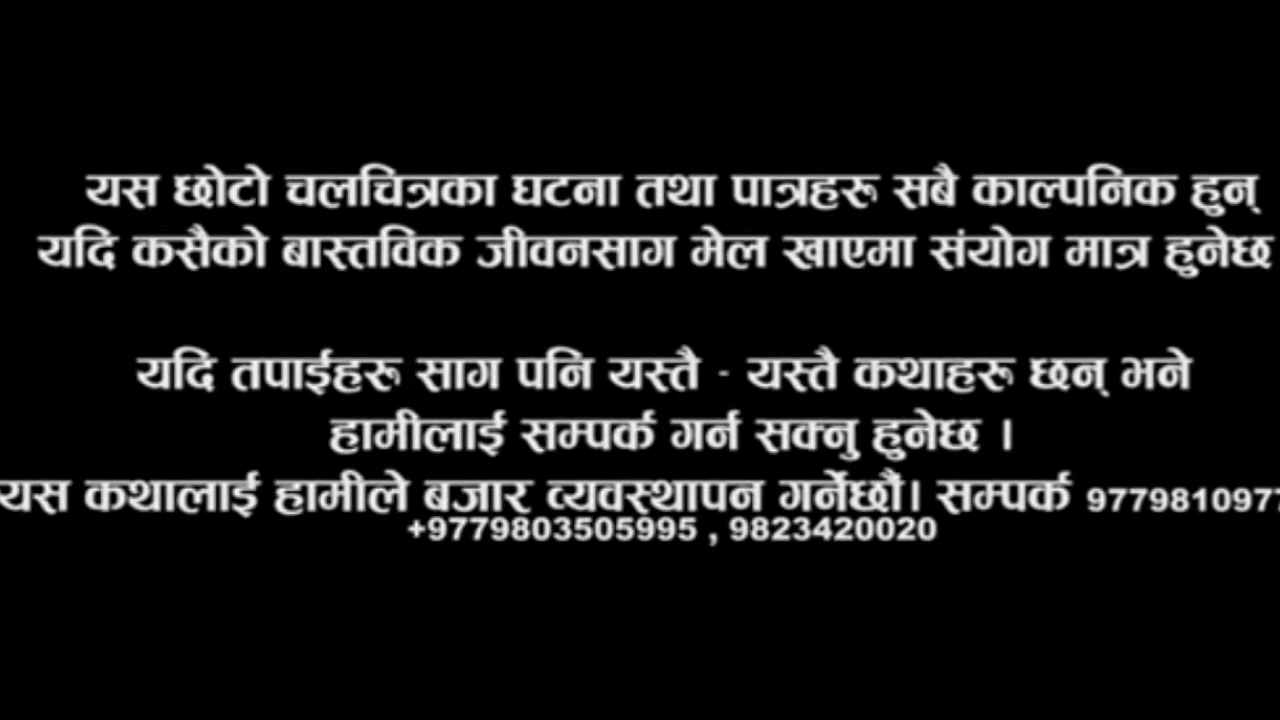 यस छोटो चलचित्रका घटना तथा पात्रहरू सबै काल्पनिक हुन्
यदि कसैको बास्तविक जीवनसाग मेल खाएमा संयोग मात्र हुनेछ
यदि तपाईहरू साग पनि यस्तै - यस्तै कथाहरू छन् भने
हामीलाई सम्पर्क गर्न सक्नु हुनेछ ।
यस कथालाई हामीले बजार व्यवस्थापन गर्नेछौं। सम्पर्क
+9779803505995 , 9823420020